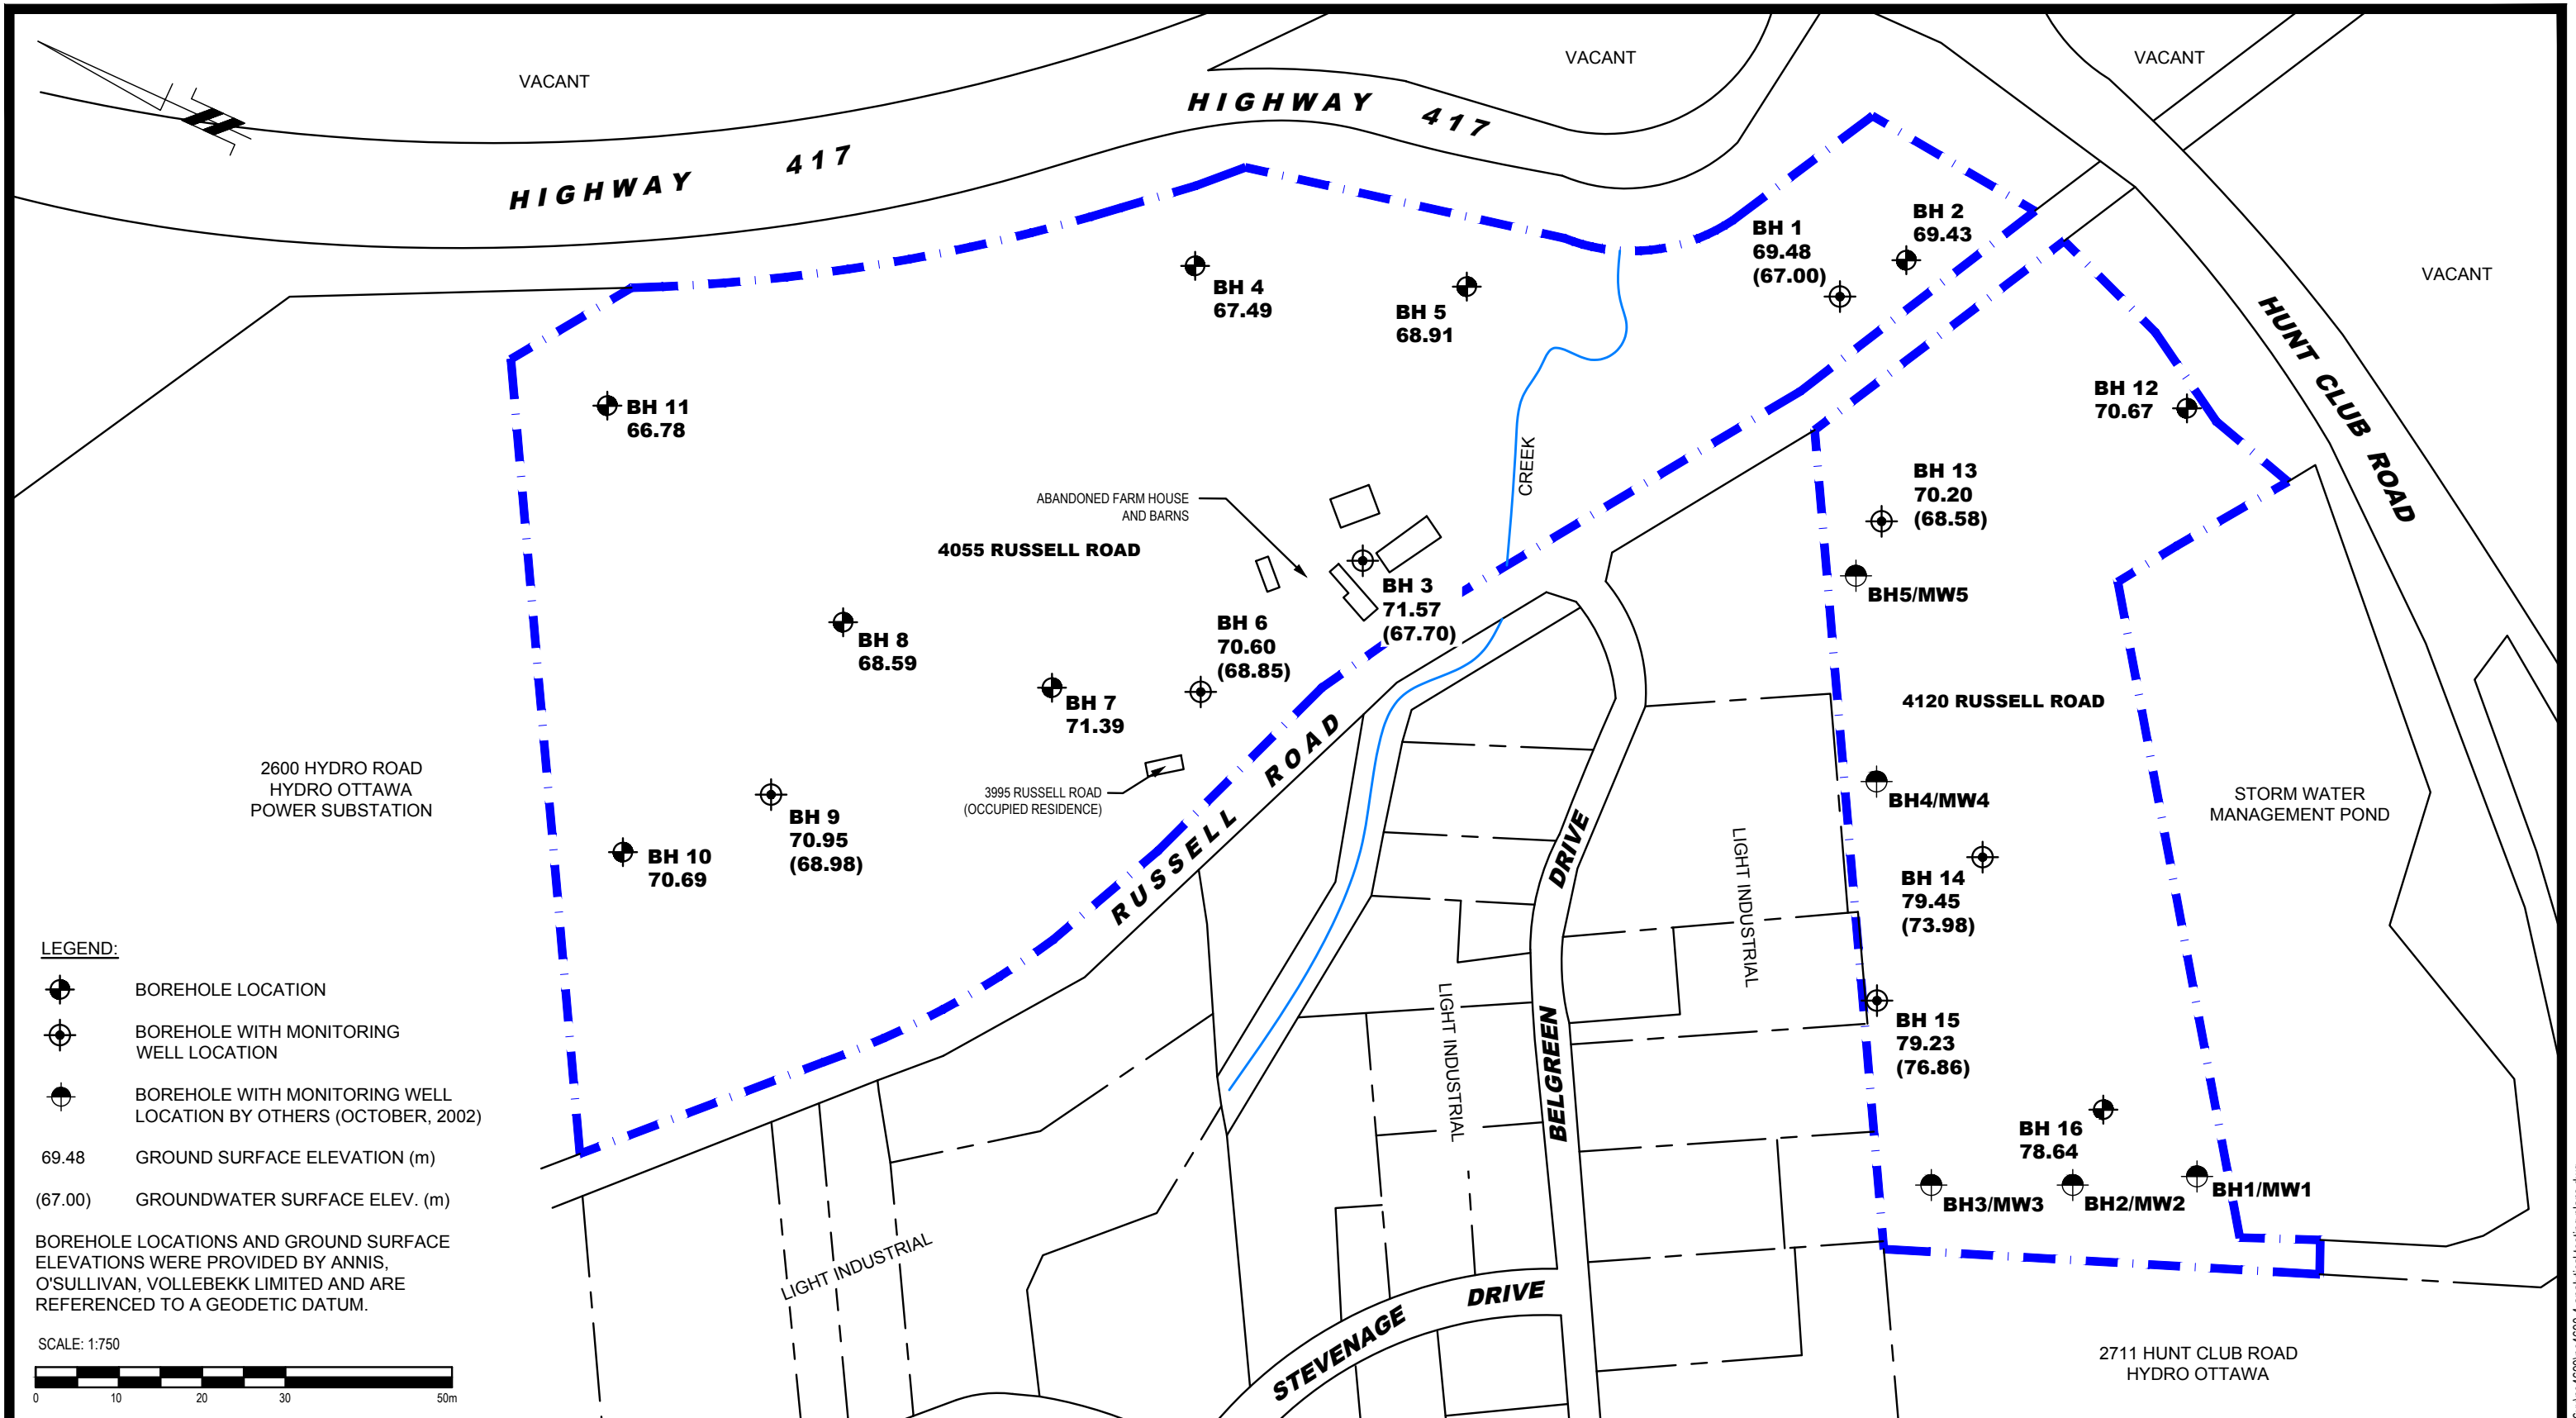 VACANT
VACANT
VACANT
VACANT
HIGHWAY 417
HIGHWAY 417
HUNT CLUB ROAD
BH 1
69.48
(67.00)
BH 2
69.43
BH 4
67.49
BH 5
68.91
BH 11
66.78
BH 12
70.67
BH 13
70.20
(68.58)
BH5/MW5
CREEK
ABANDONED FARM HOUSE
AND BARNS
4055 RUSSELL ROAD
BH 3
71.57
(67.70)
BH 6
70.60
(68.85)
BH 8
68.59
BH 7
71.39
4120 RUSSELL ROAD
2600 HYDRO ROAD
HYDRO OTTAWA
POWER SUBSTATION
3995 RUSSELL ROAD
(OCCUPIED RESIDENCE)
BH 9
70.95
(68.98)
BH 10
70.69
RUSSELL ROAD
BH4/MW4
STORM WATER
MANAGEMENT POND
BH 14
79.45
(73.98)
BH 15
79.23
(76.86)
BH 16
78.64
BH3/MW3
BH2/MW2
BH1/MW1
LIGHT INDUSTRIAL
LIGHT INDUSTRIAL
LIGHT INDUSTRIAL
BELGREEN DRIVE
STEVENAGE DRIVE
2711 HUNT CLUB ROAD
HYDRO OTTAWA
LEGEND:
BOREHOLE LOCATION
BOREHOLE WITH MONITORING
WELL LOCATION
BOREHOLE WITH MONITORING WELL
LOCATION BY OTHERS (OCTOBER, 2002)
69.48 GROUND SURFACE ELEVATION (m)
(67.00) GROUNDWATER SURFACE ELEV. (m)
BOREHOLE LOCATIONS AND GROUND SURFACE
ELEVATIONS WERE PROVIDED BY ANNIS,
O'SULLIVAN, VOLLEBEKK LIMITED AND ARE
REFERENCED TO A GEODETIC DATUM.
SCALE: 1:750
0 10 20 30 50m